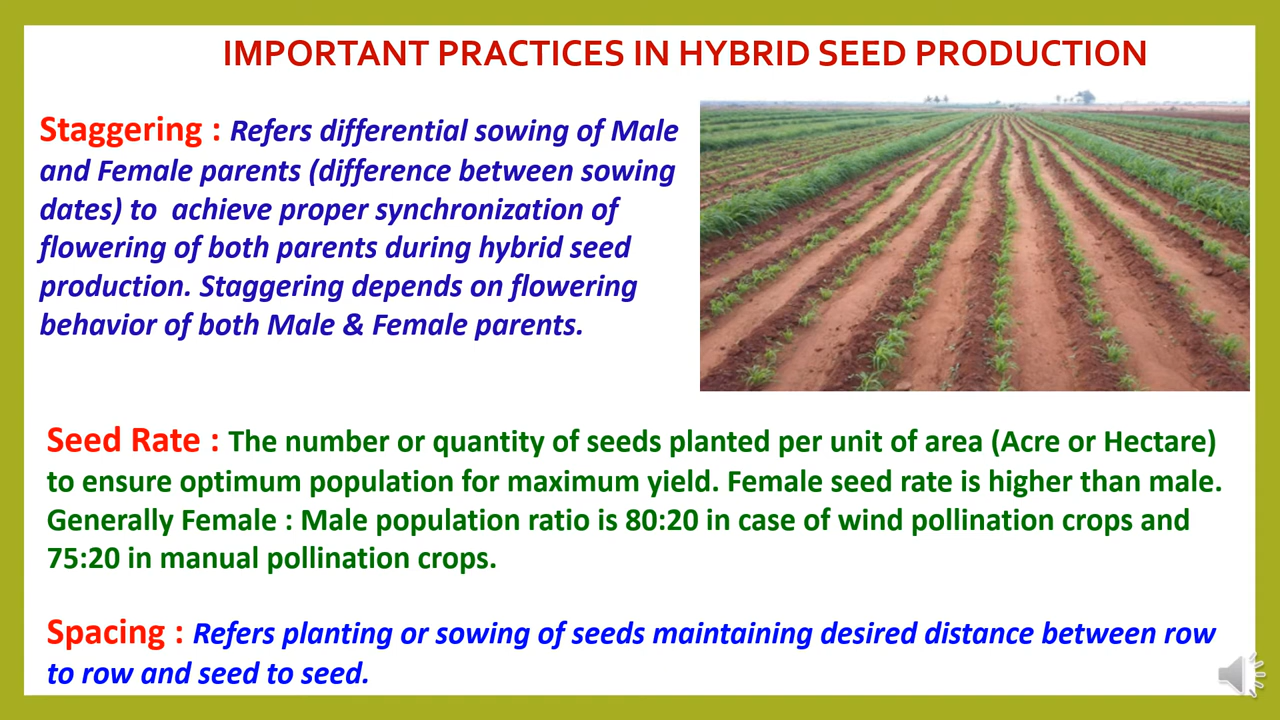 IMPORTANT PRACTICES IN HYBRID SEED PRODUCTION
Staggering : Refers differential sowing of Male
and Female parents (difference between sowing
dates) to achieve proper synchronization of
flowering of both parents during hybrid seed
production. Staggering depends on flowering
behavior of both Male & Female parents.
Seed Rate : The number or quantity of seeds planted per unit of area (Acre or Hectare)
to ensure optimum population for maximum yield. Female seed rate is higher than male.
Generally Female : Male population ratio is 80:20 in case of wind pollination crops and
75:20 in manual pollination crops.
Spacing : Refers planting or sowing of seeds maintaining desired distance between row
to row and seed to seed.